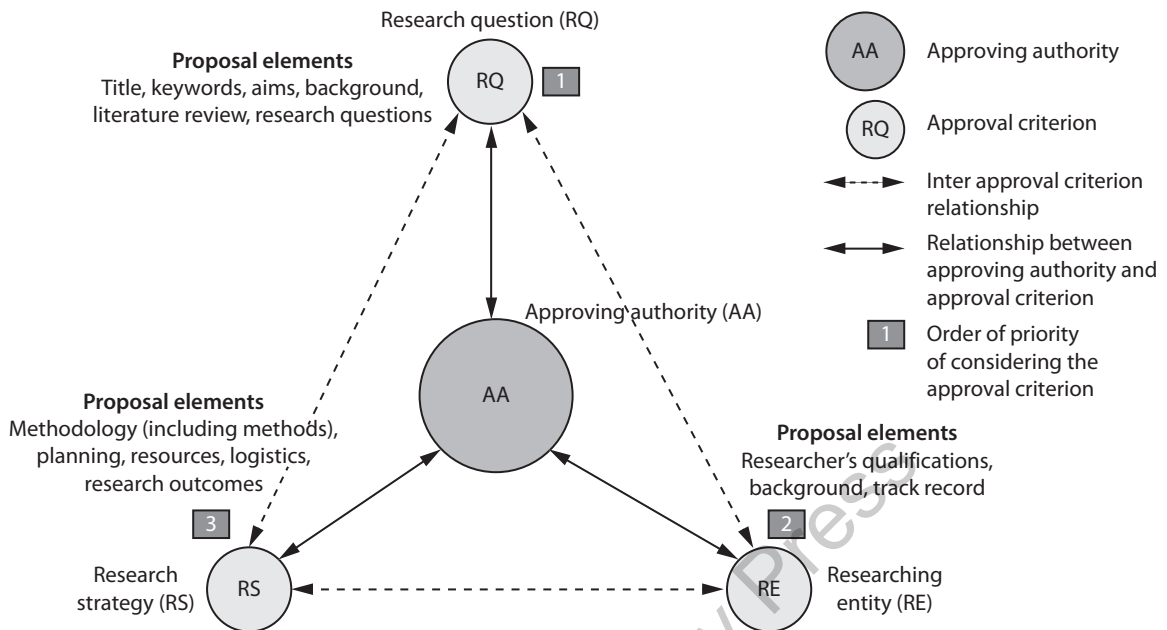 Research question (RQ)
Proposal elements
Title, keywords, aims, background,
literature review, research questions
RQ
1
AA
Approving authority
RQ
Approval criterion
Inter approval criterion
relationship
Relationship between
approving authority and
approval criterion
1
Order of priority
of considering the
approval criterion
Approving authority (AA)
AA
Proposal elements
Methodology (including methods),
planning, resources, logistics,
research outcomes
3
RS
Research
strategy (RS)
Proposal elements
Researcher's qualifications,
background, track record
2
RE
Researching
entity (RE)
Press